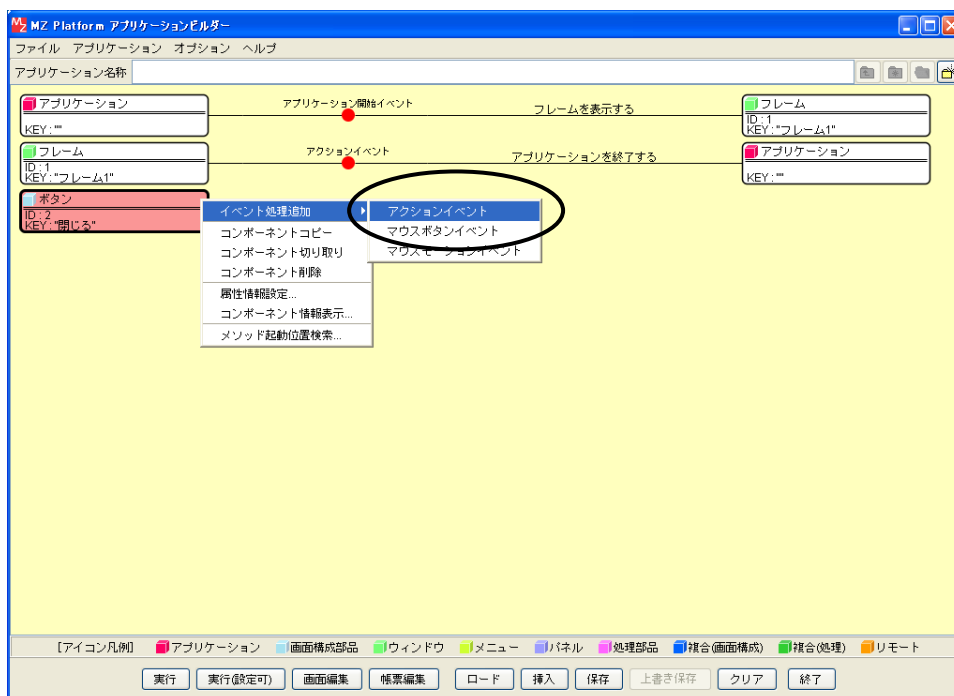 MZ Platform アプリケーションビルダー
ファイル アプリケーション オプション ヘルプ
アプリケーション名称
アプリケーション
KEY:""
アプリケーション開始イベント
フレームを表示する
フレーム
ID:1
KEY:"フレーム1"
フレーム
ID:1
KEY:"フレーム1"
アクションイベント
アプリケーションを終了する
アプリケーション
KEY:""
ボタン
ID:2
KEY:"閉じる"
イベント処理追加
コンポーネントコピー
コンポーネント切り取り
コンポーネント削除
属性情報設定...
コンポーネント情報表示...
メソッド起動位置検索...
アクションイベント
マウスボタンイベント
マウスモーションイベント
[アイコン凡例] アプリケーション 画面構成部品 ウィンドウ メニュー パネル 処理部品 複合(画面構成) 複合(処理) リモート
実行 実行(設定可) 画面編集 帳票編集 ロード 挿入 保存 上書き保存 クリア 終了